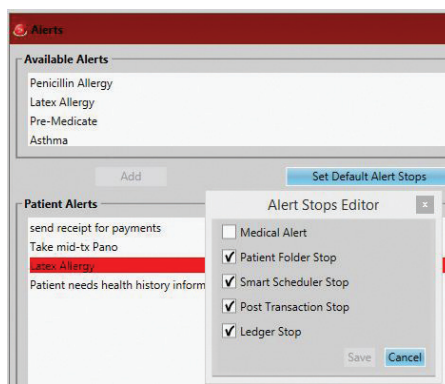 Alerts
Available Alerts
Penicillin Allergy
Latex Allergy
Pre-Medicate
Asthma
Add
Set Default Alert Stops
Patient Alerts
send receipt for payments
Take mid-tx Pano
Latex Allergy
Patient needs health history inform
Alert Stops Editor
x
Medical Alert
Patient Folder Stop
Smart Scheduler Stop
Post Transaction Stop
Ledger Stop
Save
Cancel